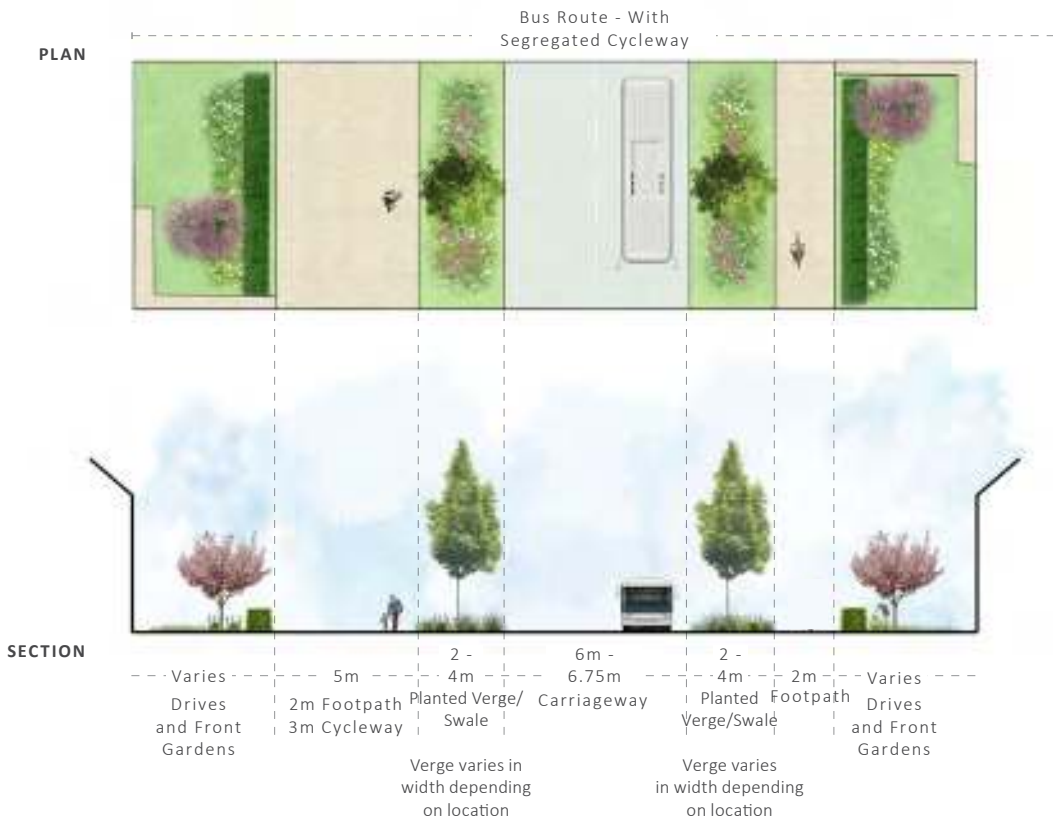 Bus Route - With
Segregated Cycleway
PLAN
SECTION
Varies
Drives
and Front
Gardens
5m
2m Footpath
3m Cycleway
2 -
4m
Planted Verge/
Swale
Verge varies in
width depending
on location
6m -
6.75m
Carriageway
2 -
4m
Planted
Verge/Swale
Verge varies
in width depending
on location
2m
Footpath
Varies
Drives
and Front
Gardens